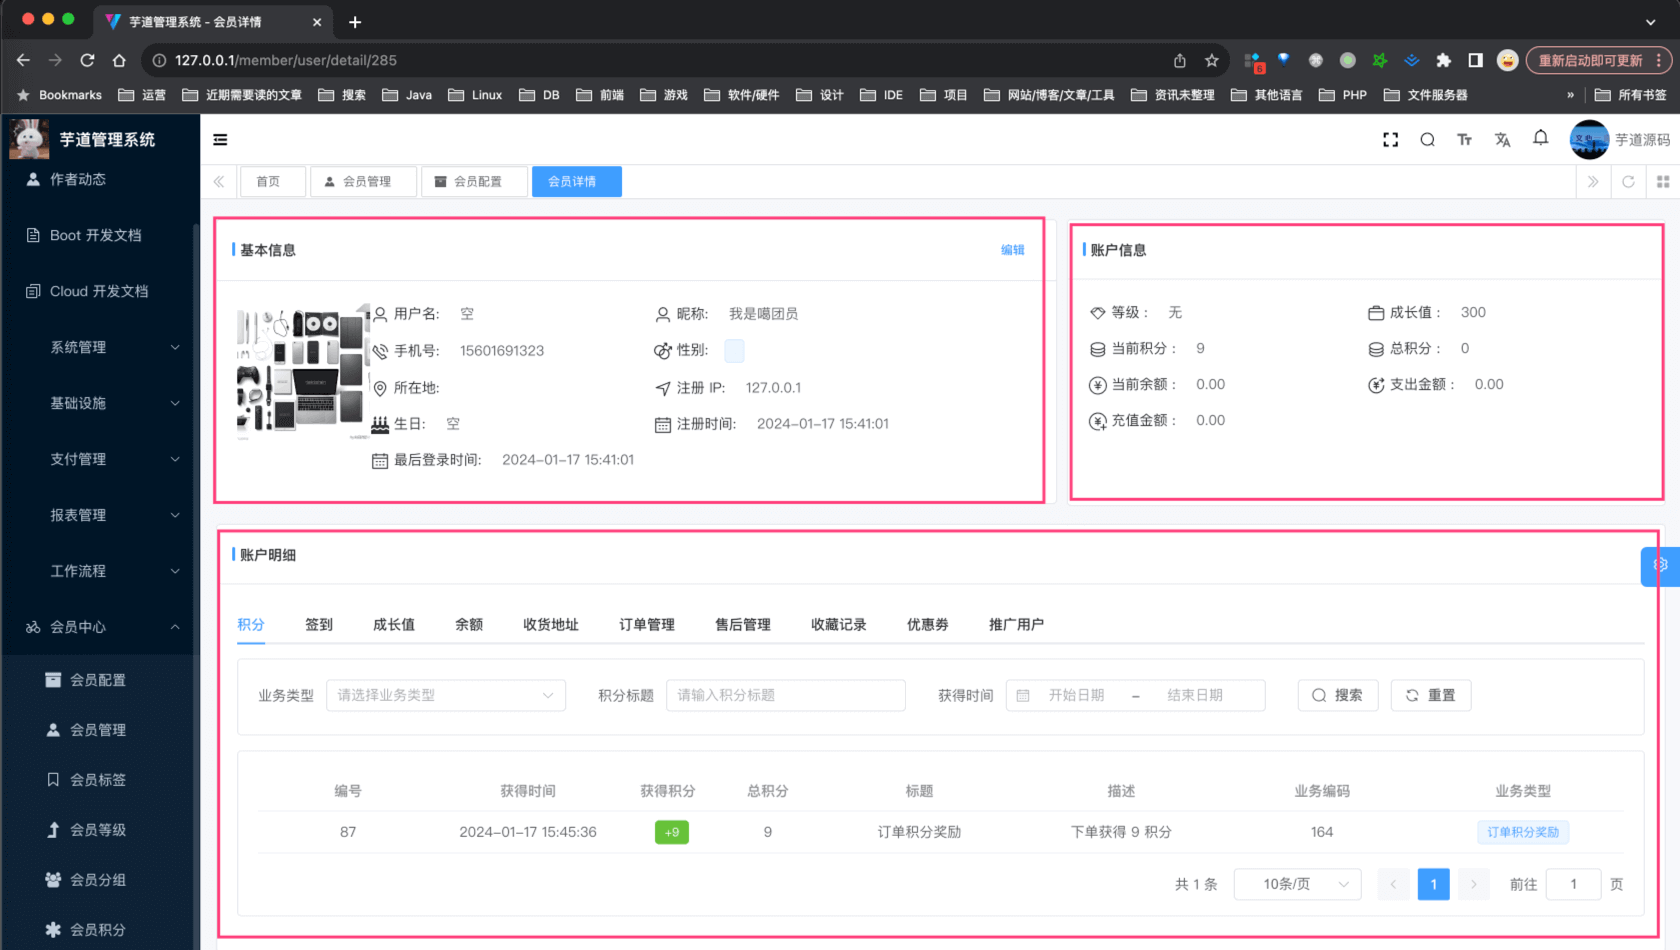 芋道管理系统 - 会员详情
127.0.0.1/member/user/detail/285
6
重新启动即可更新
Bookmarks 运营 近期需要读的文章 搜索 Java Linux DB 前端 游戏 软件/硬件 设计 IDE 项目 网站/博客/文章/工具 资讯未整理 其他语言 PHP 文件服务器 » 所有书签
芋道管理系统
芋道源码
作者动态
Boot 开发文档
Cloud 开发文档
系统管理
基础设施
支付管理
报表管理
工作流程
会员中心
会员配置
会员管理
会员标签
会员等级
会员分组
会员积分
首页 会员管理 会员配置 会员详情
基本信息 编辑
用户名: 空 昵称: 我是噶团员
手机号: 15601691323 性别:
所在地: 注册 IP: 127.0.0.1
生日: 空 注册时间: 2024-01-17 15:41:01
最后登录时间: 2024-01-17 15:41:01
账户信息
等级： 无 成长值： 300
当前积分： 9 总积分： 0
当前余额： 0.00 支出金额： 0.00
充值金额： 0.00
账户明细
积分 签到 成长值 余额 收货地址 订单管理 售后管理 收藏记录 优惠券 推广用户
业务类型 请选择业务类型 积分标题 请输入积分标题 获得时间 开始日期 - 结束日期 搜索 重置
编号 获得时间 获得积分 总积分 标题 描述 业务编码 业务类型
87 2024-01-17 15:45:36 +9 9 订单积分奖励 下单获得 9 积分 164 订单积分奖励
共 1 条 10条/页 1 前往 1 页